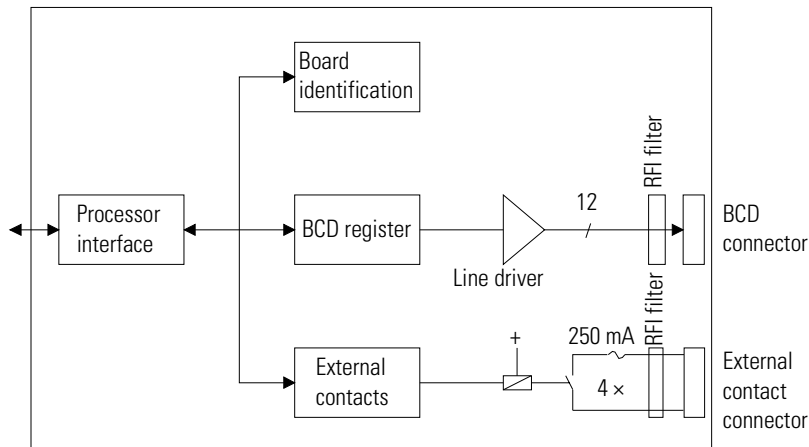 Board
identification
RFI filter
Processor
interface
BCD register
12
Line driver
BCD
connector
RFI filter
+
250 mA
External
contacts
4 ×
External
contact
connector